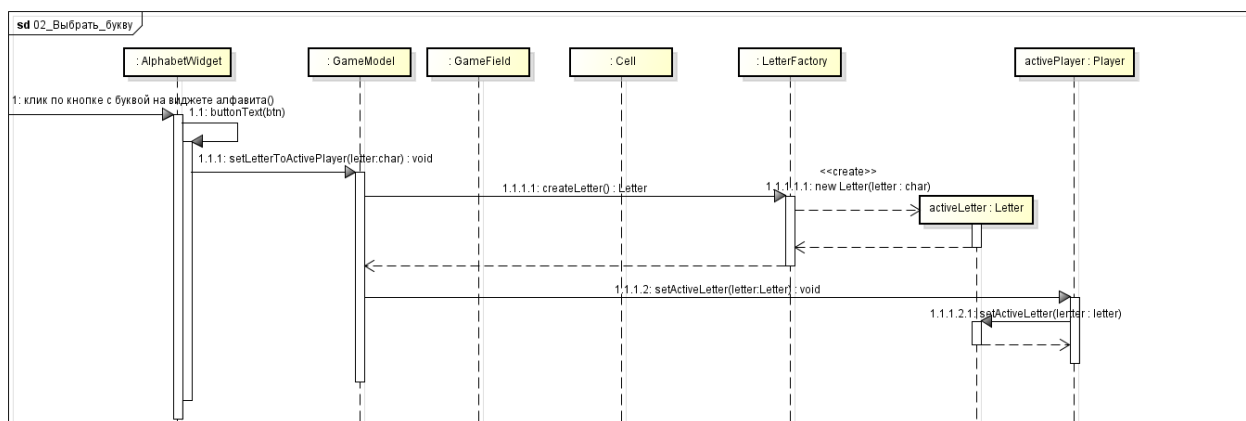 sd 02_Выбрать_букву
: AlphabetWidget
: GameModel
: GameField
: Cell
: LetterFactory
activePlayer : Player
1: клик по кнопке с буквой на виджете алфавита()
1.1: buttonText(btn)
1.1.1: setLetterToActivePlayer(letter:char) : void
<<create>>
1.1.1.1: createLetter() : Letter
1.1.1.1.1: new Letter(letter : char)
activeLetter : Letter
1.1.1.2: setActiveLetter(letter:Letter) : void
1.1.1.2.1: setActiveLetter(lentter : letter)